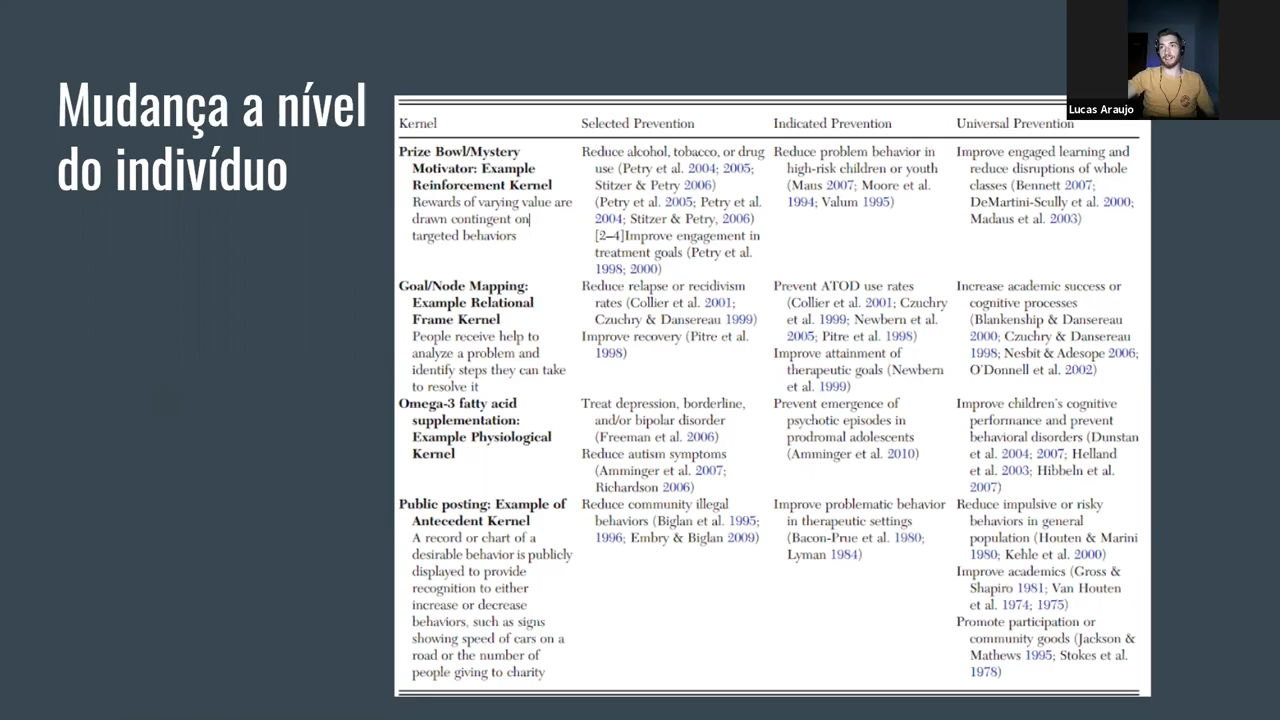 Mudança a nível
do indivíduo
Lucas Araujo
Kernel
Selected Prevention
Indicated Prevention
Universal Prevention
Prize Bowl/Mystery
Motivator: Example
Reinforcement Kernel
Rewards of varying value are
drawn contingent on
targeted behaviors
Reduce alcohol, tobacco, or drug
use (Petry et al. 2004; 2005;
Stitzer & Petry 2006)
(Petry et al. 2005; Petry et al.
2004; Stitzer & Petry, 2006)
[2–4]Improve engagement in
treatment goals (Petry et al.
1998; 2000)
Reduce problem behavior in
high-risk children or youth
(Maus 2007; Moore et al.
1994; Valum 1995)
Improve engaged learning and
reduce disruptions of whole
classes (Bennett 2007;
DeMartini-Scully et al. 2000;
Madaus et al. 2003)
Goal/Node Mapping:
Example Relational
Frame Kernel
People receive help to
analyze a problem and
identify steps they can take
to resolve it
Reduce relapse or recidivism
rates (Collier et al. 2001;
Czuchry & Dansereau 1999)
Improve recovery (Pitre et al.
1998)
Prevent ATOD use rates
(Collier et al. 2001; Czuchry
et al. 1999; Newbern et al.
2005; Pitre et al. 1998)
Improve attainment of
therapeutic goals (Newbern
et al. 1999)
Increase academic success or
cognitive processes
(Blankenship & Dansereau
2000; Czuchry & Dansereau
1998; Nesbit & Adesope 2006;
O'Donnell et al. 2002)
Omega-3 fatty acid
supplementation:
Example Physiological
Kernel
Treat depression, borderline,
and/or bipolar disorder
(Freeman et al. 2006)
Reduce autism symptoms
(Amminger et al. 2007;
Richardson 2006)
Prevent emergence of
psychotic episodes in
prodromal adolescents
(Amminger et al. 2010)
Improve children's cognitive
performance and prevent
behavioral disorders (Dunstan
et al. 2004; 2007; Helland
et al. 2003; Hibbeln et al.
2007)
Public posting: Example of
Antecedent Kernel
A record or chart of a
desirable behavior is publicly
displayed to provide
recognition to either
increase or decrease
behaviors, such as signs
showing speed of cars on a
road or the number of
people giving to charity
Reduce community illegal
behaviors (Biglan et al. 1995;
1996; Embry & Biglan 2009)
Improve problematic behavior
in therapeutic settings
(Bacon-Prue et al. 1980;
Lyman 1984)
Reduce impulsive or risky
behaviors in general
population (Houten & Marini
1980; Kehle et al. 2000)
Improve academics (Gross &
Shapiro 1981; Van Houten
et al. 1974; 1975)
Promote participation or
community goods (Jackson &
Mathews 1995; Stokes et al.
1978)